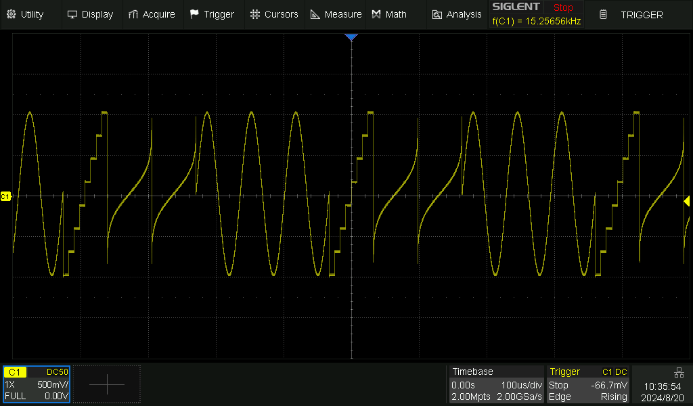 Utility Display Acquire Trigger Cursors Measure Math Analysis SIGLENT Stop TRIGGER
f(C1) = 15.25656kHz
C1
C1 DC50
1X 500mV/
FULL 0.00V
Timebase
0.00s 100us/div
2.00Mpts 2.00GSa/s
Trigger C1 DC
Stop -66.7mV
Edge Rising
10:35:54
2024/8/20